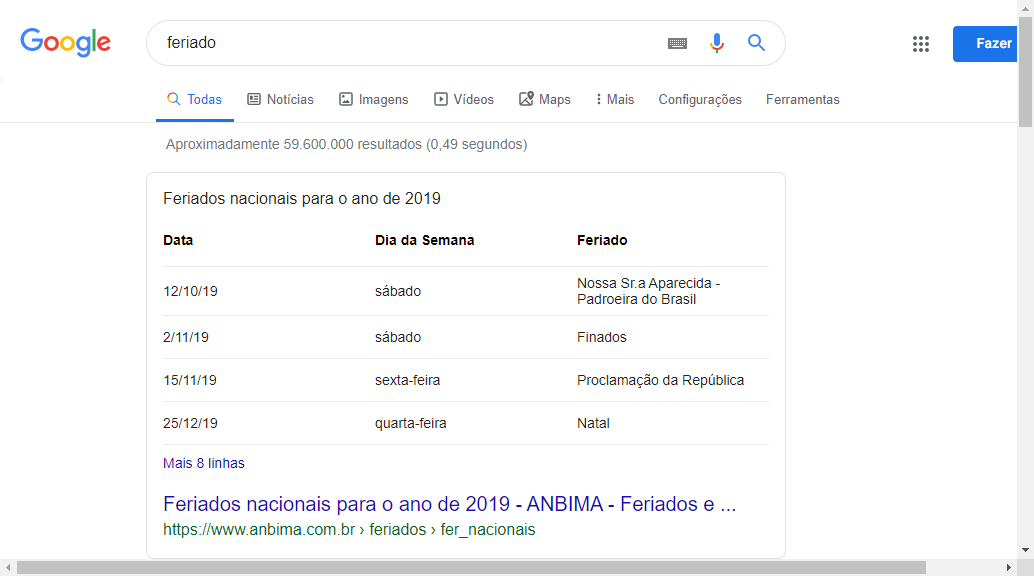 Google
feriado
Fazer
Todas Notícias Imagens Vídeos Maps Mais Configurações Ferramentas
Aproximadamente 59.600.000 resultados (0,49 segundos)
Feriados nacionais para o ano de 2019
Data Dia da Semana Feriado
12/10/19 sábado Nossa Sr.a Aparecida -
Padroeira do Brasil
2/11/19 sábado Finados
15/11/19 sexta-feira Proclamação da República
25/12/19 quarta-feira Natal
Mais 8 linhas
Feriados nacionais para o ano de 2019 - ANBIMA - Feriados e ...
https://www.anbima.com.br › feriados › fer_nacionais